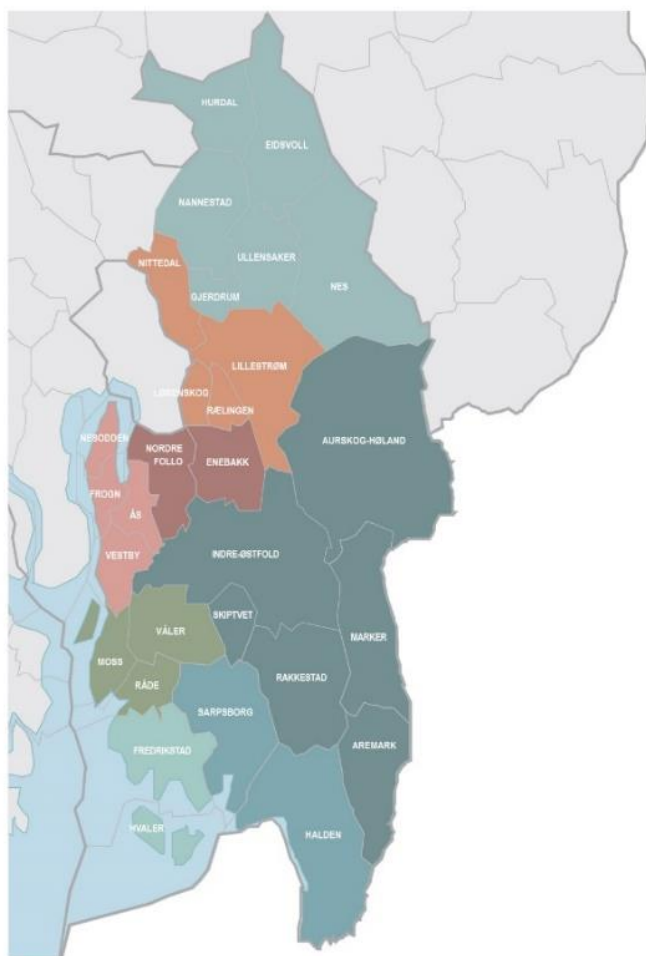 HURDAL
EIDSVOLL
NANNESTAD
ULLENSAKER
NITTEDAL
NES
GJERDRUM
LILLESTRØM
LØRENSKOG
RÆLINGEN
AURSKOG-HØLAND
NESODDEN
NORDRE
FOLLO
ENEBAKK
FROGN
ÅS
VESTBY
INDRE-ØSTFOLD
SKIPTVET
VÅLER
MARKER
MOSS
RAKKESTAD
RÅDE
SARPSBORG
AREMARK
FREDRIKSTAD
HVALER
HALDEN